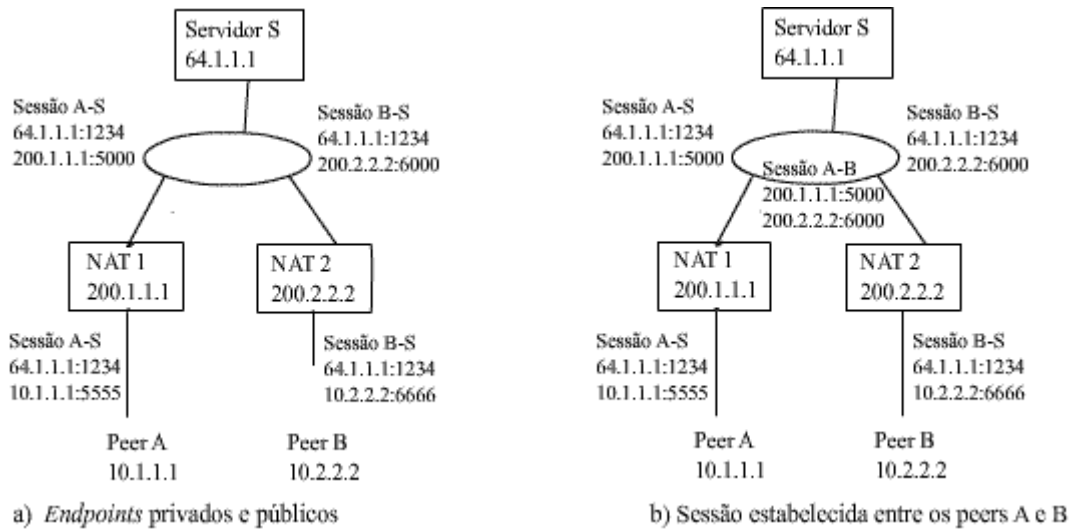 Servidor S
64.1.1.1
Sessão A-S
64.1.1.1:1234
200.1.1.1:5000
Sessão B-S
64.1.1.1:1234
200.2.2.2:6000
NAT 1
200.1.1.1
NAT 2
200.2.2.2
Sessão A-S
64.1.1.1:1234
10.1.1.1:5555
Sessão B-S
64.1.1.1:1234
10.2.2.2:6666
Peer A
10.1.1.1
Peer B
10.2.2.2
a) Endpoints privados e públicos
Servidor S
64.1.1.1
Sessão A-S
64.1.1.1:1234
200.1.1.1:5000
Sessão B-S
64.1.1.1:1234
200.2.2.2:6000
Sessão A-B
200.1.1.1:5000
200.2.2.2:6000
NAT 1
200.1.1.1
NAT 2
200.2.2.2
Sessão A-S
64.1.1.1:1234
10.1.1.1:5555
Sessão B-S
64.1.1.1:1234
10.2.2.2:6666
Peer A
10.1.1.1
Peer B
10.2.2.2
b) Sessão estabelecida entre os peers A e B